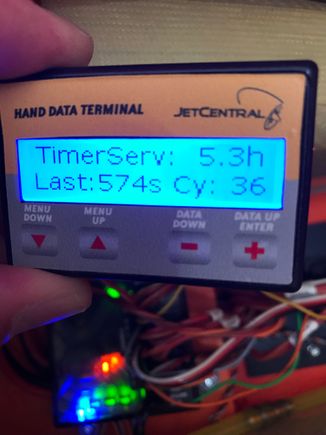 HAND DATA TERMINAL JETCENTRAL
TimerServ: 5.3h
Last:574s Cy: 36
MENU DOWN MENU UP DATA DOWN DATA UP ENTER